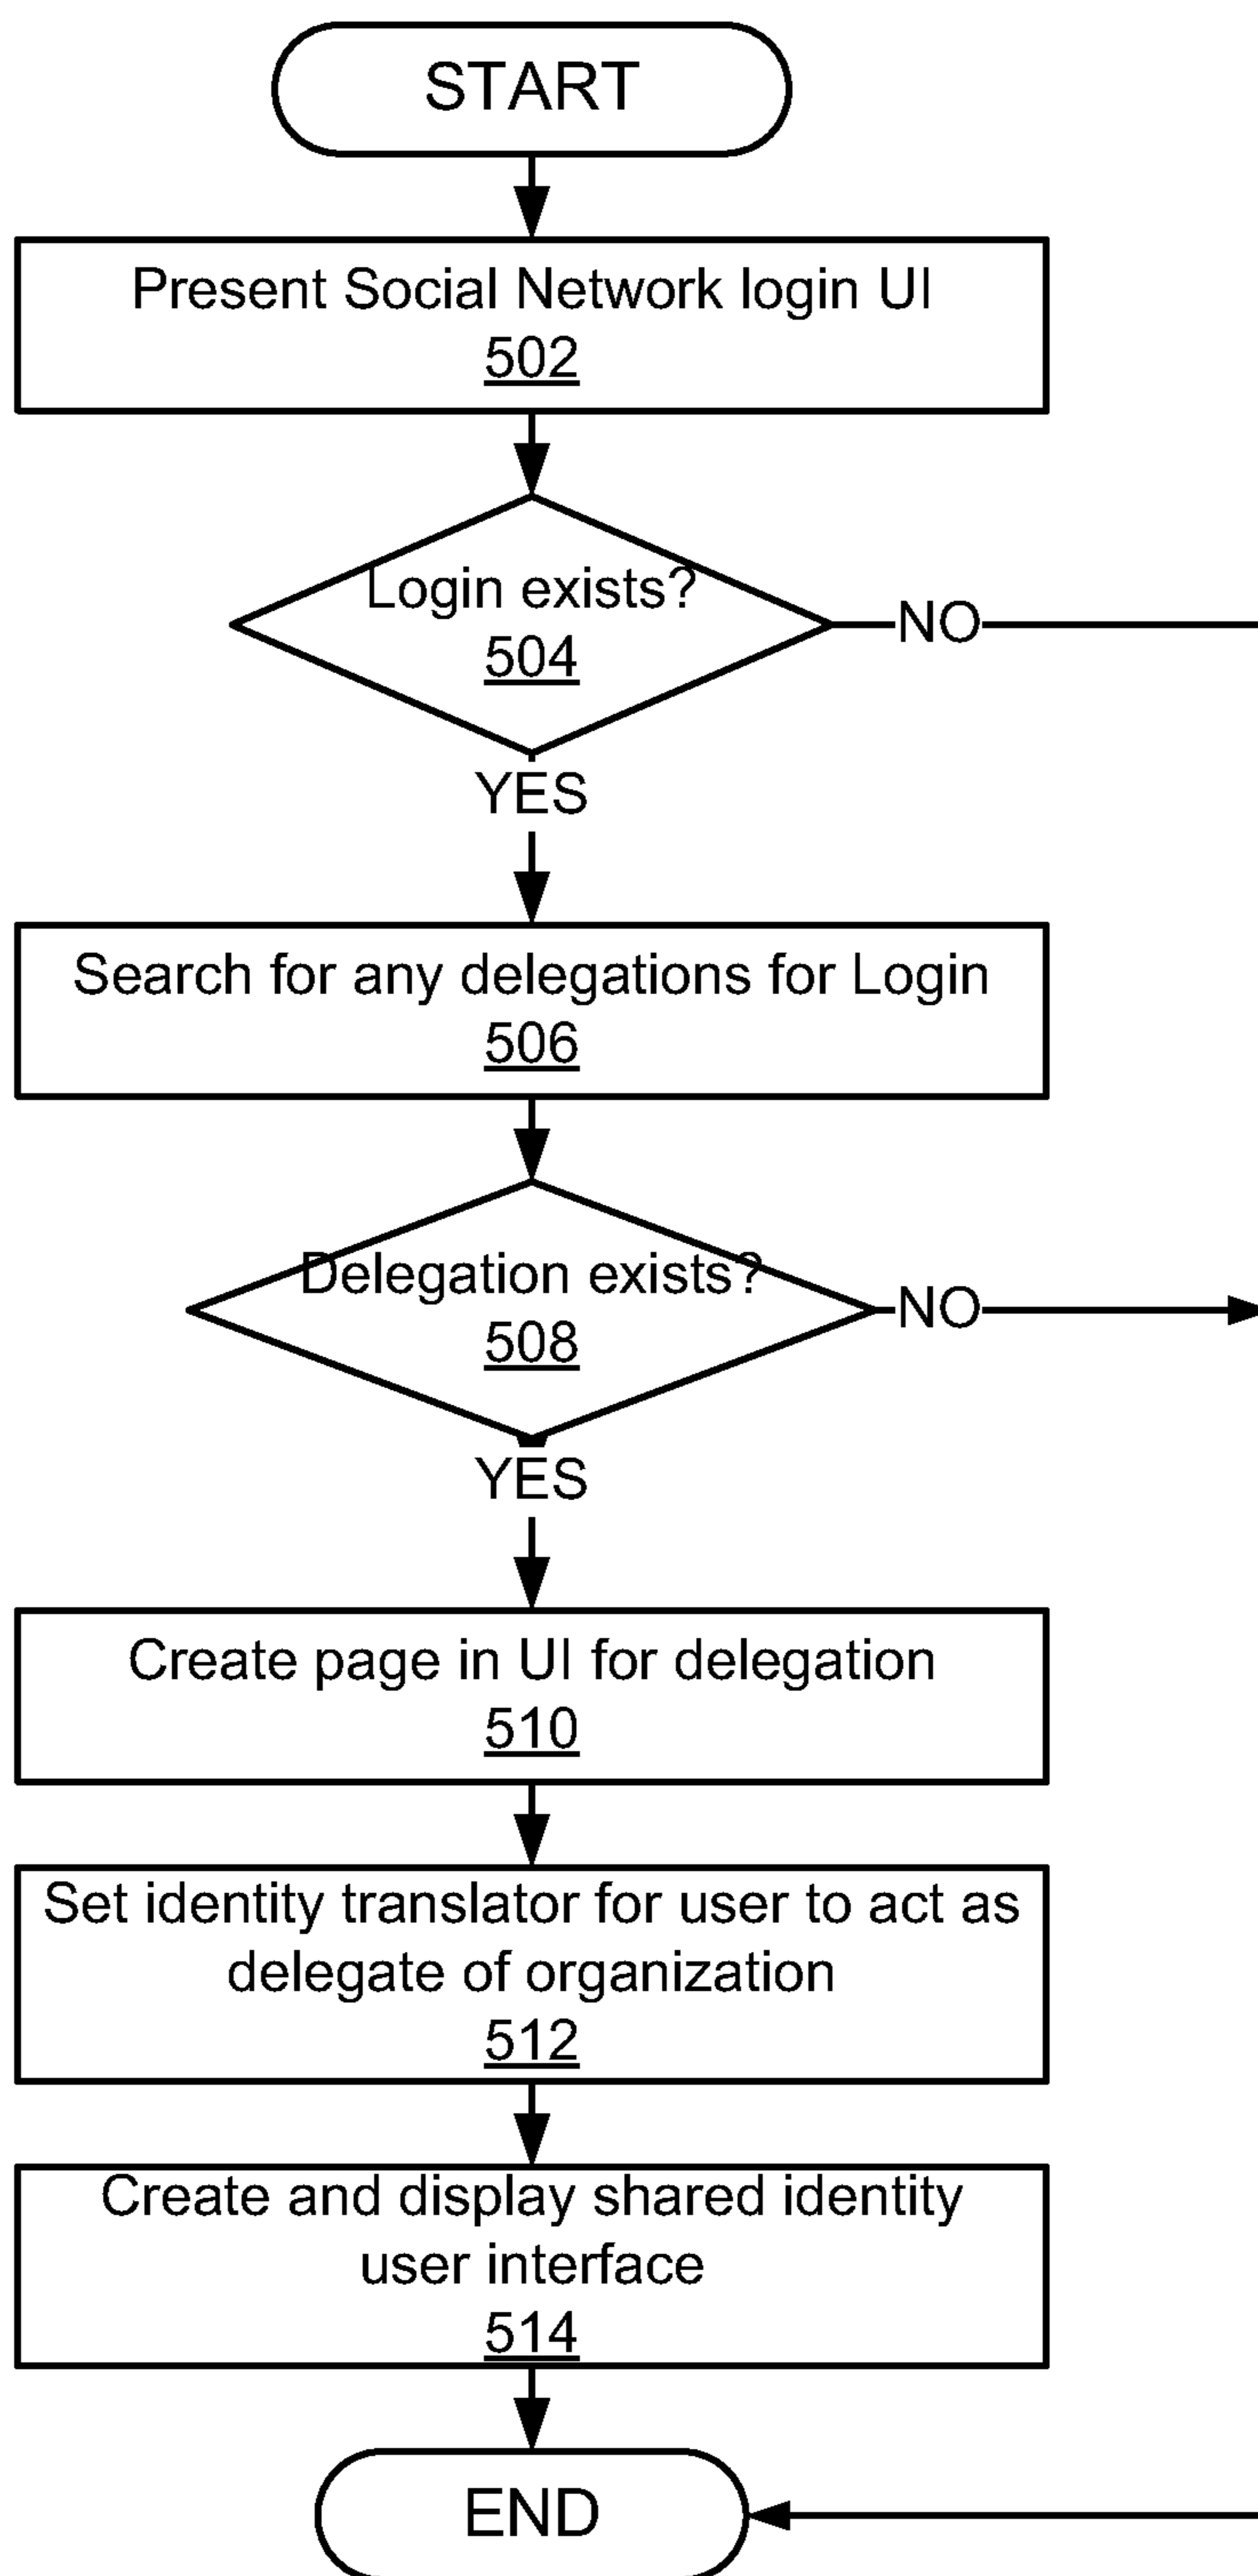 START
Present Social Network login UI
502
Login exists?
504
NO
YES
Search for any delegations for Login
506
Delegation exists?
508
NO
YES
Create page in UI for delegation
510
Set identity translator for user to act as
delegate of organization
512
Create and display shared identity
user interface
514
END